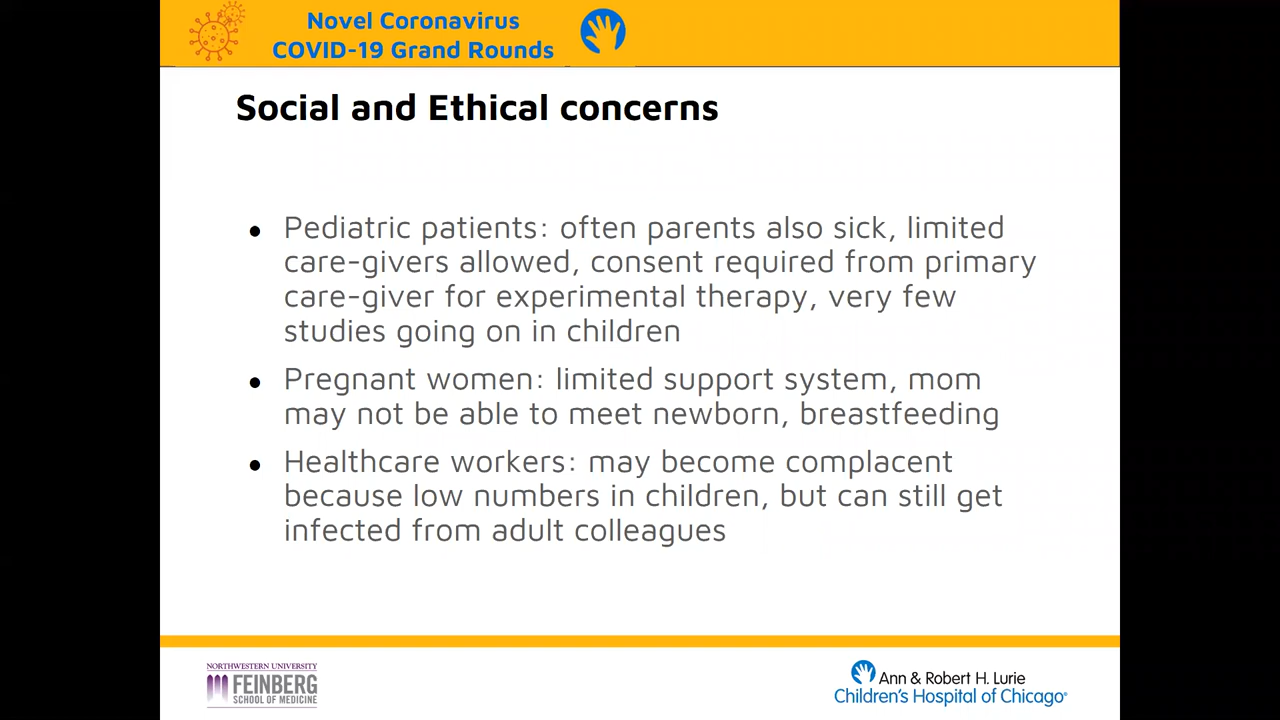 Novel Coronavirus
COVID-19 Grand Rounds
Social and Ethical concerns
• Pediatric patients: often parents also sick, limited
care-givers allowed, consent required from primary
care-giver for experimental therapy, very few
studies going on in children
• Pregnant women: limited support system, mom
may not be able to meet newborn, breastfeeding
• Healthcare workers: may become complacent
because low numbers in children, but can still get
infected from adult colleagues
NORTHWESTERN UNIVERSITY
FEINBERG
SCHOOL OF MEDICINE
Ann & Robert H. Lurie
Children's Hospital of Chicago®